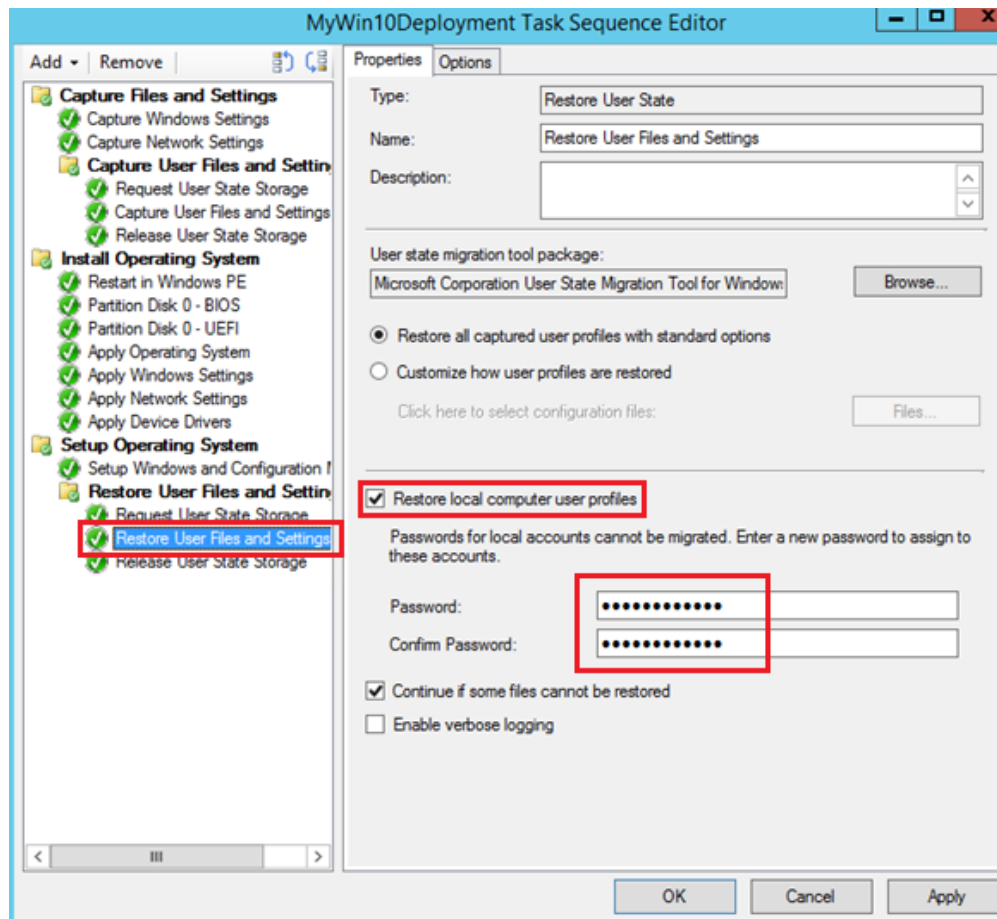 MyWin10Deployment Task Sequence Editor
Add
Remove
Capture Files and Settings
Capture Windows Settings
Capture Network Settings
Capture User Files and Settin
Request User State Storage
Capture User Files and Settings
Release User State Storage
Install Operating System
Restart in Windows PE
Partition Disk 0 - BIOS
Partition Disk 0 - UEFI
Apply Operating System
Apply Windows Settings
Apply Network Settings
Apply Device Drivers
Setup Operating System
Setup Windows and Configuration
Restore User Files and Settin
Request User State Storage
Restore User Files and Settings
Release User State Storage
Properties
Options
Type:
Restore User State
Name:
Restore User Files and Settings
Description:
User state migration tool package:
Microsoft Corporation User State Migration Tool for Windows
Browse...
Restore all captured user profiles with standard options
Customize how user profiles are restored
Click here to select configuration files:
Files...
Restore local computer user profiles
Passwords for local accounts cannot be migrated. Enter a new password to assign to
these accounts.
Password:
••••••••••••
Confirm Password:
••••••••••••
Continue if some files cannot be restored
Enable verbose logging
OK
Cancel
Apply